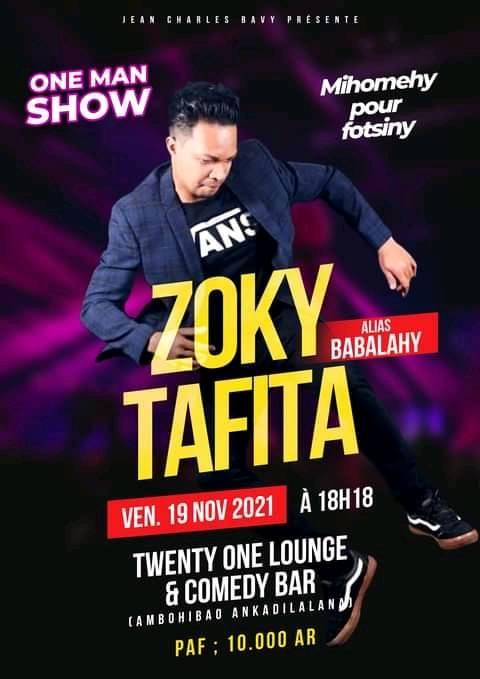 JEAN CHARLES BAVY PRÉSENTE
ONE MAN
SHOW
Mihomehy
pour
fotsiny
VANS
ZOKY
ALIAS
BABALAHY
TAFITA
VEN. 19 NOV 2021 À 18H18
TWENTY ONE LOUNGE
& COMEDY BAR
(AMBOHIBAO ANKADILALANA)
PAF ; 10.000 AR